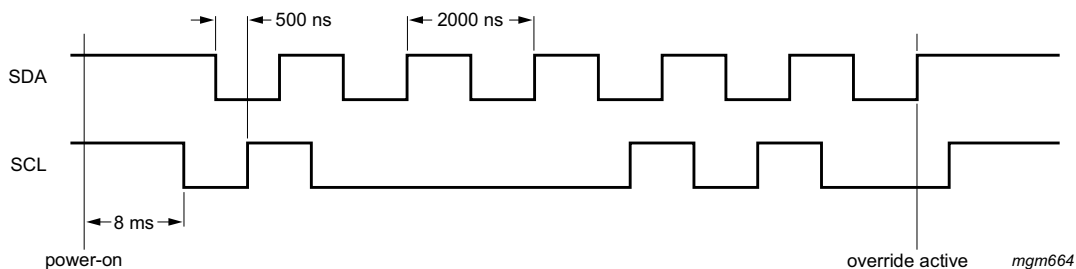 500 ns
2000 ns
SDA
SCL
8 ms
power-on
override active
mgm664